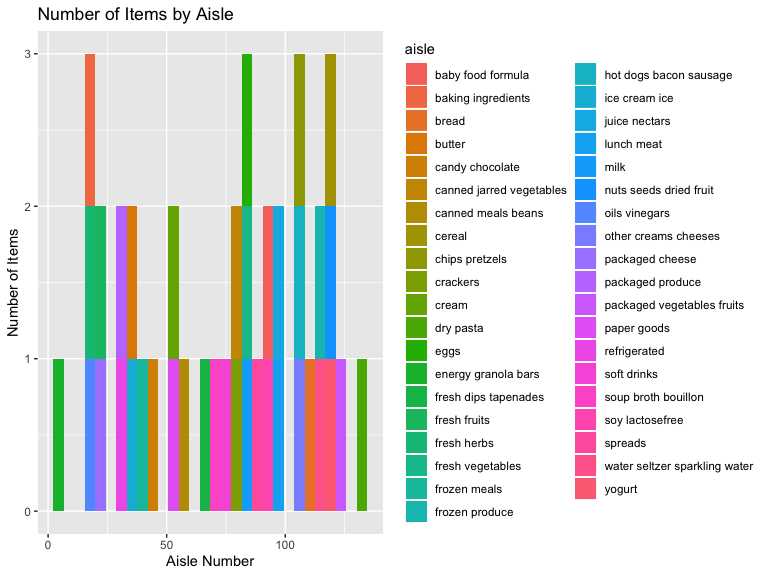 Number of Items by Aisle
Number of Items
3
2
1
0
0 50 100
Aisle Number
aisle
baby food formula
baking ingredients
bread
butter
candy chocolate
canned jarred vegetables
canned meals beans
cereal
chips pretzels
crackers
cream
dry pasta
eggs
energy granola bars
fresh dips tapenades
fresh fruits
fresh herbs
fresh vegetables
frozen meals
frozen produce
hot dogs bacon sausage
ice cream ice
juice nectars
lunch meat
milk
nuts seeds dried fruit
oils vinegars
other creams cheeses
packaged cheese
packaged produce
packaged vegetables fruits
paper goods
refrigerated
soft drinks
soup broth bouillon
soy lactosefree
spreads
water seltzer sparkling water
yogurt